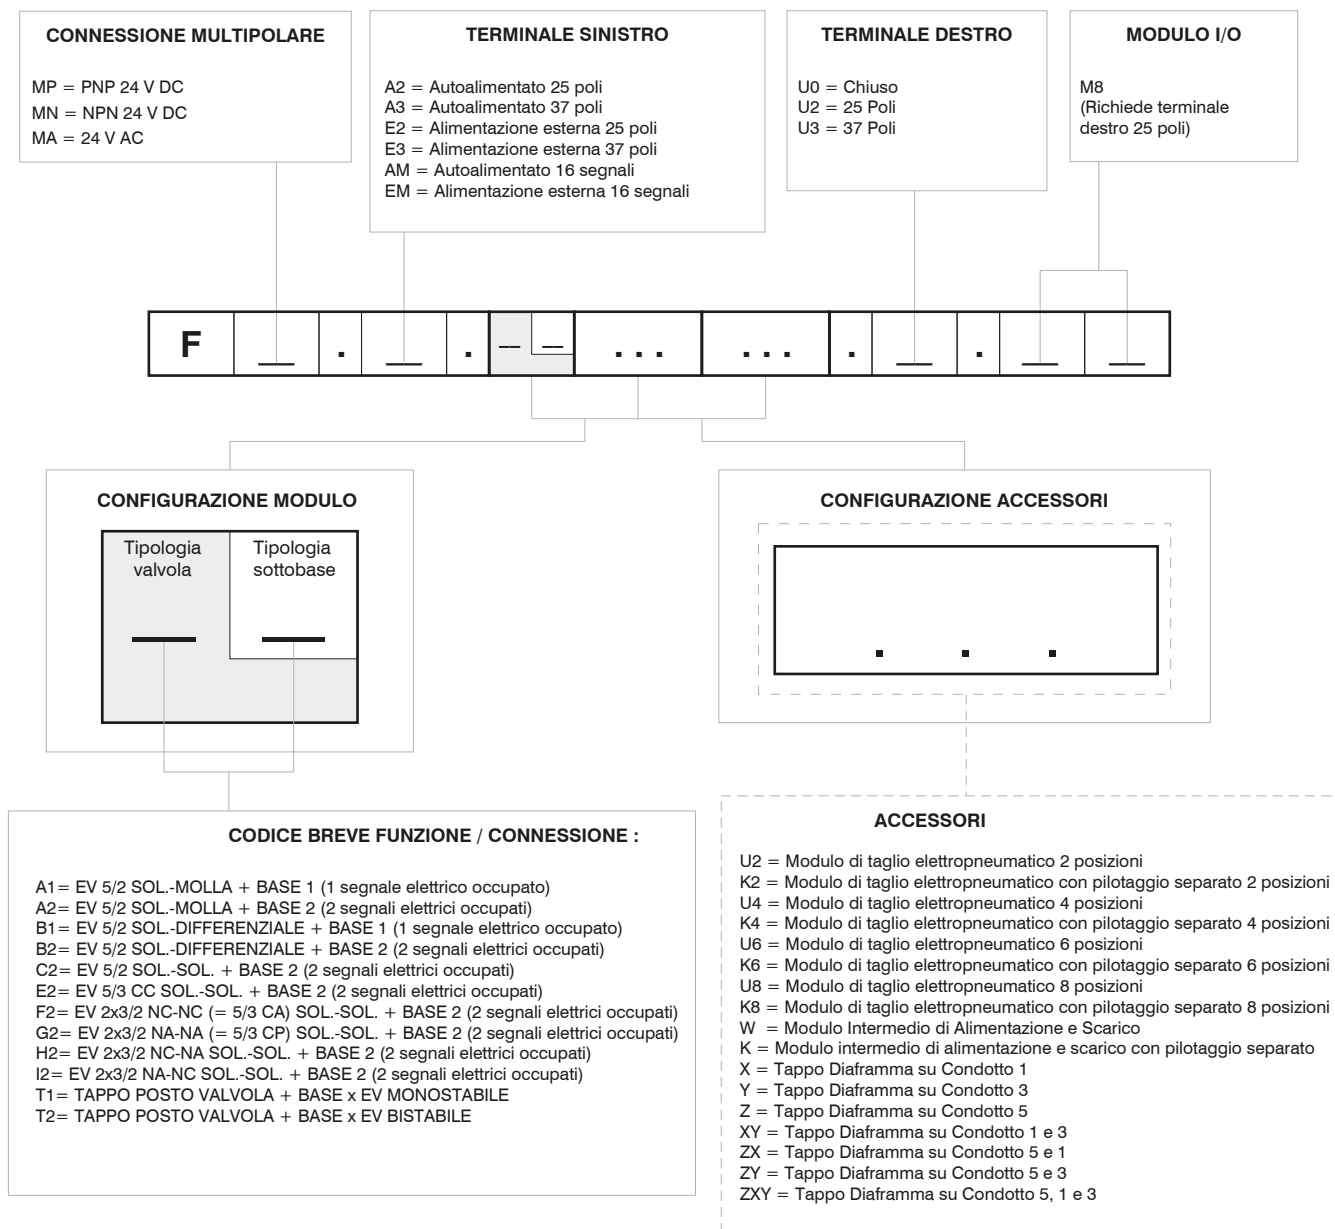 CONNESSIONE MULTIPOLARE
MP = PNP 24 V DC
MN = NPN 24 V DC
MA = 24 V AC
TERMINALE SINISTRO
A2 = Autoalimentato 25 poli
A3 = Autoalimentato 37 poli
E2 = Alimentazione esterna 25 poli
E3 = Alimentazione esterna 37 poli
AM = Autoalimentato 16 segnali
EM = Alimentazione esterna 16 segnali
TERMINALE DESTRO
U0 = Chiuso
U2 = 25 Poli
U3 = 37 Poli
MODULO I/O
M8
(Richiede terminale
destro 25 poli)
F __ . __ . __ __ . . . . . . . __ . __ __
CONFIGURAZIONE MODULO
Tipologia
valvola
Tipologia
sottobase
CONFIGURAZIONE ACCESSORI
. . .
CODICE BREVE FUNZIONE / CONNESSIONE :
A1= EV 5/2 SOL.-MOLLA + BASE 1 (1 segnale elettrico occupato)
A2= EV 5/2 SOL.-MOLLA + BASE 2 (2 segnali elettrici occupati)
B1= EV 5/2 SOL.-DIFFERENZIALE + BASE 1 (1 segnale elettrico occupato)
B2= EV 5/2 SOL.-DIFFERENZIALE + BASE 2 (2 segnali elettrici occupati)
C2= EV 5/2 SOL.-SOL. + BASE 2 (2 segnali elettrici occupati)
E2= EV 5/3 CC SOL.-SOL. + BASE 2 (2 segnali elettrici occupati)
F2= EV 2x3/2 NC-NC (= 5/3 CA) SOL.-SOL. + BASE 2 (2 segnali elettrici occupati)
G2= EV 2x3/2 NA-NA (= 5/3 CP) SOL.-SOL. + BASE 2 (2 segnali elettrici occupati)
H2= EV 2x3/2 NC-NA SOL.-SOL. + BASE 2 (2 segnali elettrici occupati)
I2= EV 2x3/2 NA-NC SOL.-SOL. + BASE 2 (2 segnali elettrici occupati)
T1= TAPPO POSTO VALVOLA + BASE x EV MONOSTABILE
T2= TAPPO POSTO VALVOLA + BASE x EV BISTABILE
ACCESSORI
U2 = Modulo di taglio elettropneumatico 2 posizioni
K2 = Modulo di taglio elettropneumatico con pilotaggio separato 2 posizioni
U4 = Modulo di taglio elettropneumatico 4 posizioni
K4 = Modulo di taglio elettropneumatico con pilotaggio separato 4 posizioni
U6 = Modulo di taglio elettropneumatico 6 posizioni
K6 = Modulo di taglio elettropneumatico con pilotaggio separato 6 posizioni
U8 = Modulo di taglio elettropneumatico 8 posizioni
K8 = Modulo di taglio elettropneumatico con pilotaggio separato 8 posizioni
W = Modulo Intermedio di Alimentazione e Scarico
K = Modulo intermedio di alimentazione e scarico con pilotaggio separato
X = Tappo Diaframma su Condotto 1
Y = Tappo Diaframma su Condotto 3
Z = Tappo Diaframma su Condotto 5
XY = Tappo Diaframma su Condotto 1 e 3
ZX = Tappo Diaframma su Condotto 5 e 1
ZY = Tappo Diaframma su Condotto 5 e 3
ZXY = Tappo Diaframma su Condotto 5, 1 e 3